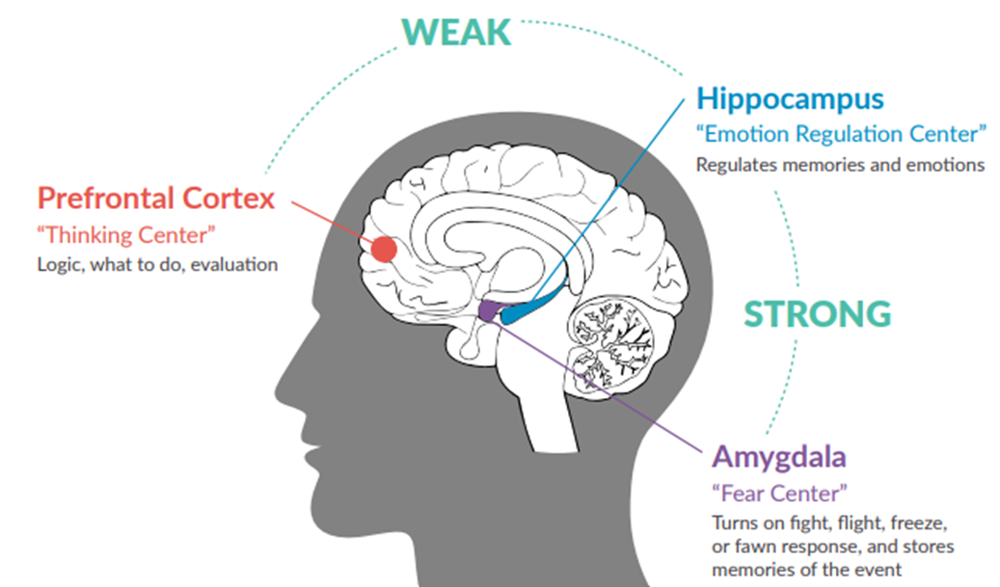 WEAK
Hippocampus
“Emotion Regulation Center”
Regulates memories and emotions
Prefrontal Cortex
“Thinking Center”
Logic, what to do, evaluation
STRONG
Amygdala
“Fear Center”
Turns on fight, flight, freeze,
or fawn response, and stores
memories of the event